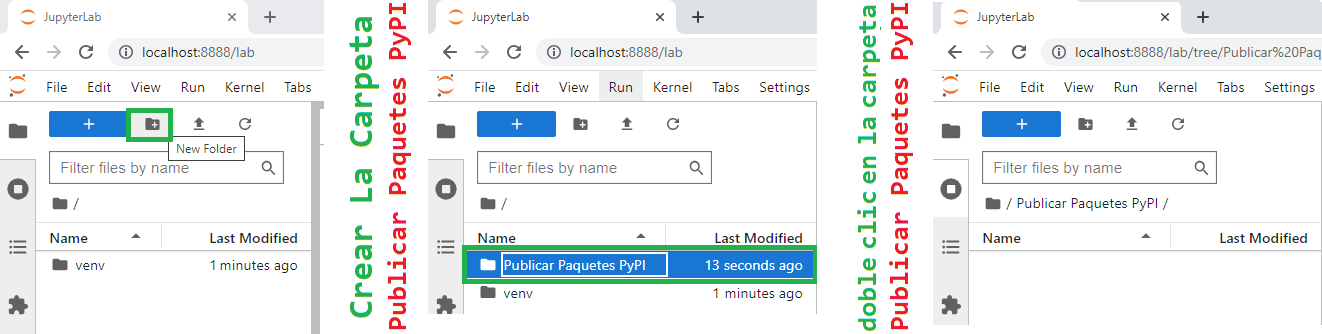 JupyterLab
localhost:8888/lab
File Edit View Run Kernel Tabs
New Folder
Filter files by name
/
Name Last Modified
venv 1 minutes ago
Crear La Carpeta
Publicar Paquetes PyPI
JupyterLab
localhost:8888/lab
File Edit View Run Kernel Tabs Settings
Filter files by name
/
Name Last Modified
Publicar Paquetes PyPI 13 seconds ago
venv 1 minutes ago
doble clic en la carpeta
Publicar Paquetes PyPI
JupyterLab
localhost:8888/lab/tree/Publicar%20Paq
File Edit View Run Kernel Tabs Settings
Filter files by name
/ Publicar Paquetes PyPI /
Name Last Modified